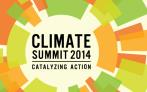 CLIMATE
SUMMIT 2014
CATALYZING ACTION